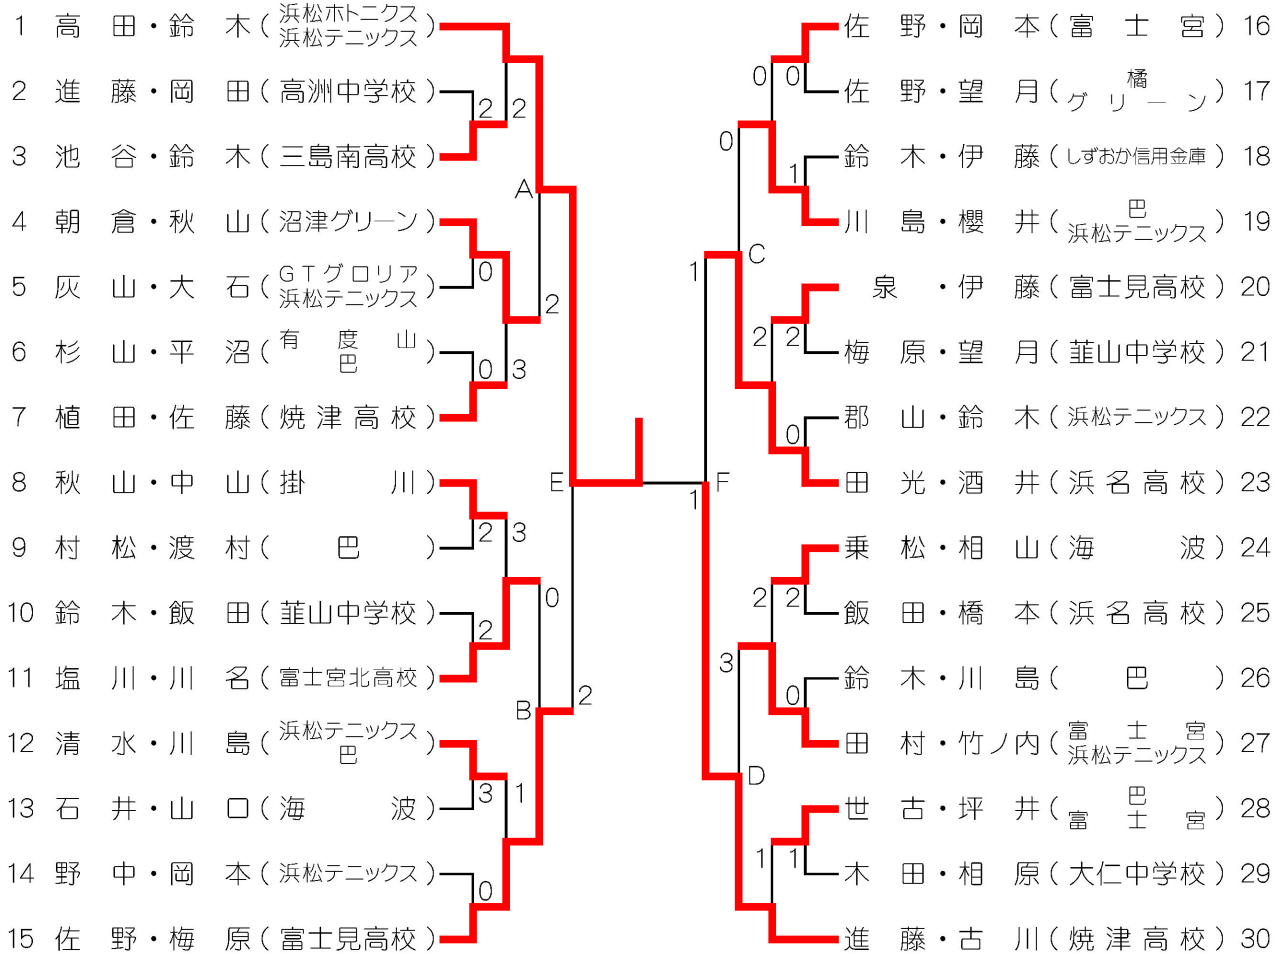 1 高田・鈴木(浜松ホトニクス 浜松テニックス)
2 進藤・岡田(高洲中学校)
3 池谷・鈴木(三島南高校)
4 朝倉・秋山(沼津グリーン)
5 灰山・大石(GTグロリア 浜松テニックス)
6 杉山・平沼(有度山 巴)
7 植田・佐藤(焼津高校)
8 秋山・中山(掛川)
9 村松・渡村(巴)
10 鈴木・飯田(韮山中学校)
11 塩川・川名(富士宮北高校)
12 清水・川島(浜松テニックス 巴)
13 石井・山口(海波)
14 野中・岡本(浜松テニックス)
15 佐野・梅原(富士見高校)
2
2
A
0
2
0
3
2
3
E
2
0
B
2
3
1
0
0
0
0
1
C
1
2
2
0
F
1
2
2
3
0
D
1
1
佐野・岡本(富士宮)16
佐野・望月(橘 グリーン)17
鈴木・伊藤(しずおか信用金庫)18
川島・櫻井(巴 浜松テニックス)19
泉・伊藤(富士見高校)20
梅原・望月(韮山中学校)21
郡山・鈴木(浜松テニックス)22
田光・酒井(浜名高校)23
乗松・相山(海波)24
飯田・橋本(浜名高校)25
鈴木・川島(巴)26
田村・竹ノ内(富士宮 浜松テニックス)27
世古・坪井(巴 富士宮)28
木田・相原(大仁中学校)29
進藤・古川(焼津高校)30